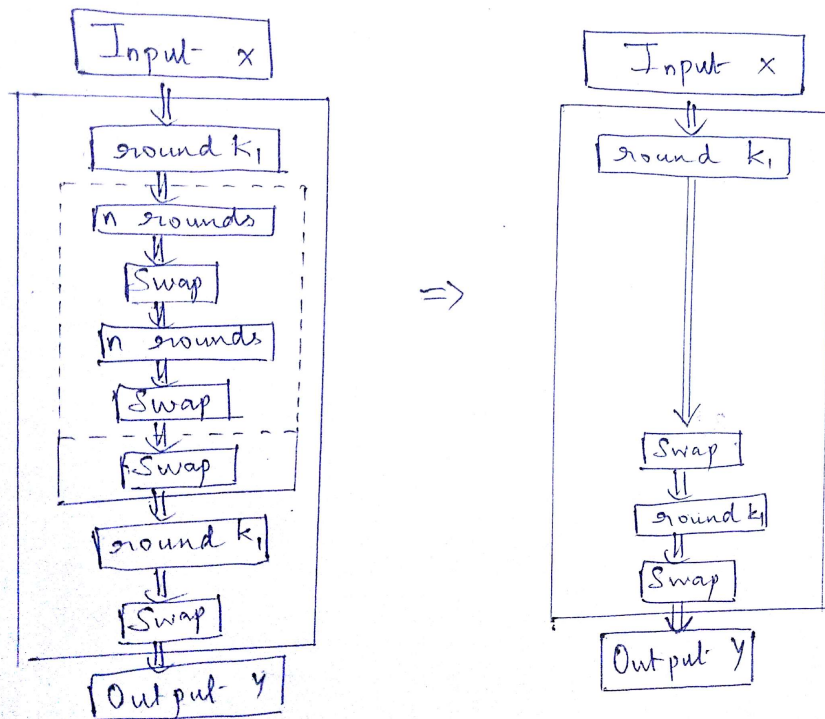 Input x
round k₁
n rounds
Swap
n rounds
Swap
Swap
round k₁
Swap
Output y
=>
Input x
round k₁
Swap
round k₁
Swap
Output y